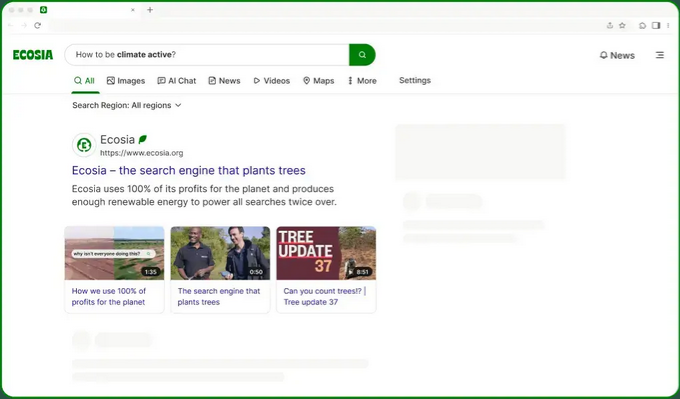 ECOSIA
How to be climate active?
News
All
Images
AI Chat
News
Videos
Maps
More
Settings
Search Region: All regions
Ecosia
https://www.ecosia.org
Ecosia – the search engine that plants trees
Ecosia uses 100% of its profits for the planet and produces
enough renewable energy to power all searches twice over.
why isn't everyone doing this?
1:35
How we use 100% of
profits for the planet
0:50
The search engine that
plants trees
TREE
UPDATE
37
8:51
Can you count trees!? |
Tree update 37